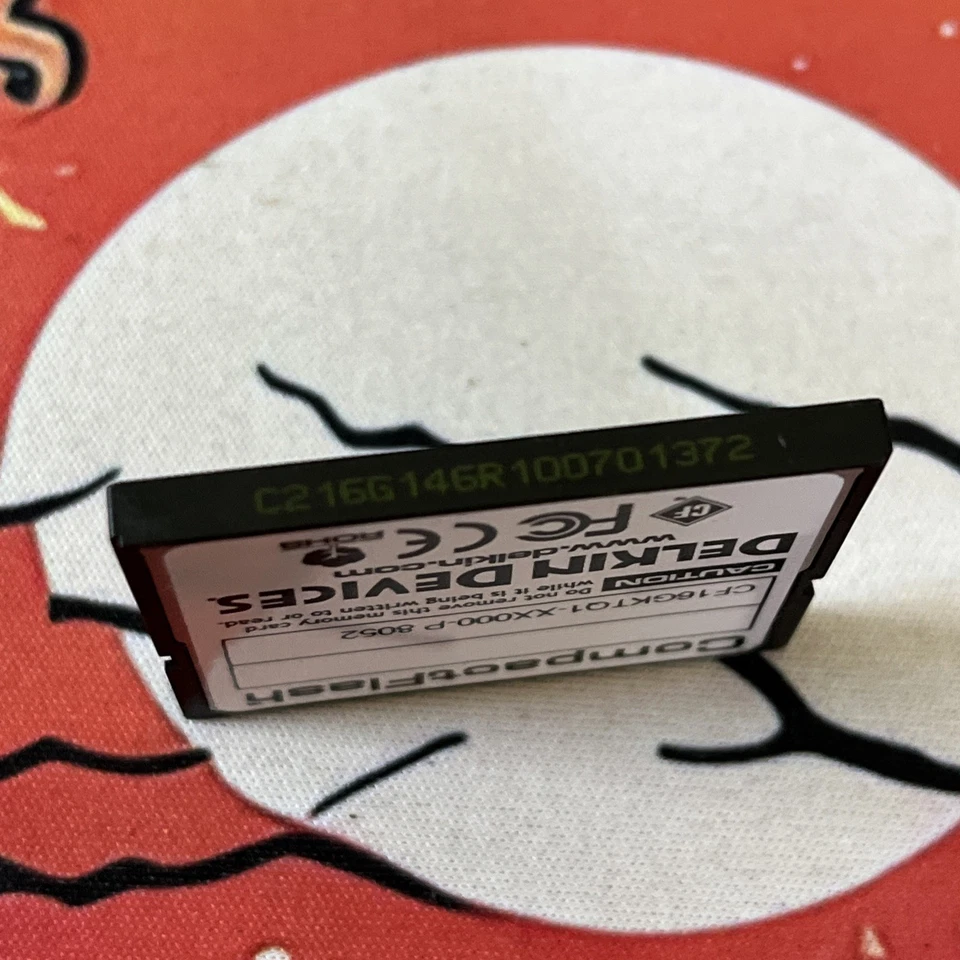 C216G146R100701372
CompactFlash
CF16GKTQ1-XX000-P 8052
CAUTION Do not remove this memory card
while it is being written to or read.
DELKIN DEVICES.
www.delkin.com
CF FC CE ROHS